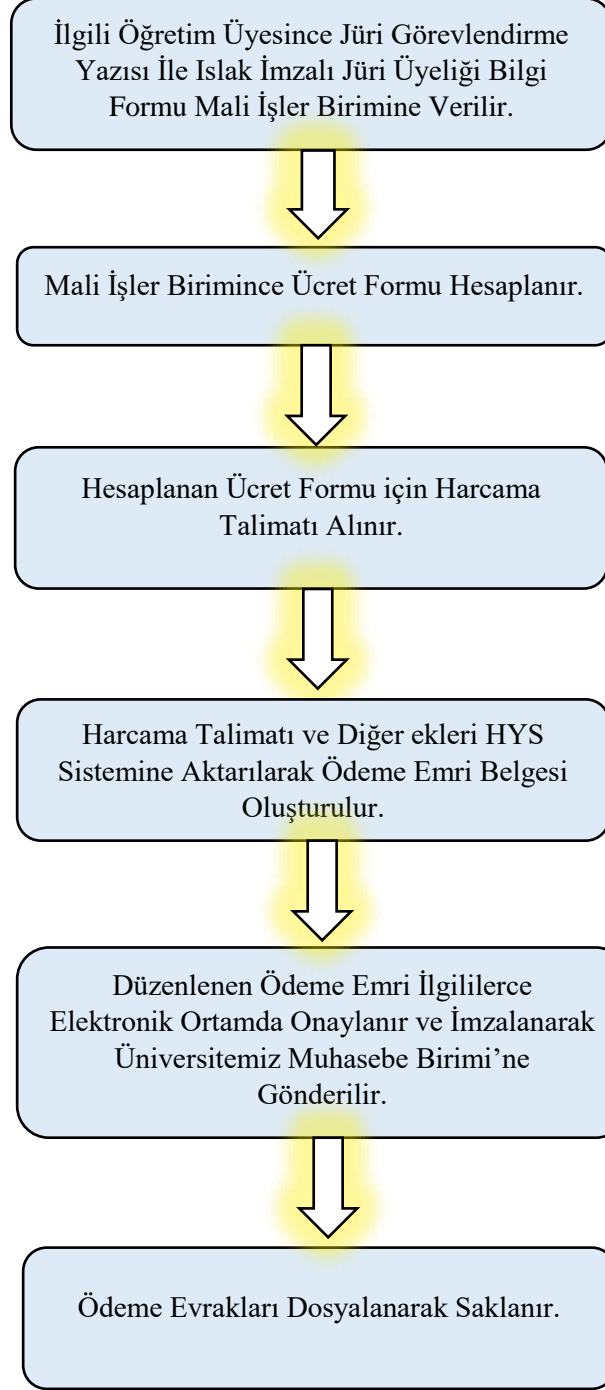 İlgili Öğretim Üyesince Jüri Görevlendirme
Yazısı İle Islak İmzalı Jüri Üyeliği Bilgi
Formu Mali İşler Birimine Verilir.
Mali İşler Birimince Ücret Formu Hesaplanır.
Hesaplanan Ücret Formu için Harcama
Talimatı Alınır.
Harcama Talimatı ve Diğer ekleri HYS
Sistemine Aktarılarak Ödeme Emri Belgesi
Oluşturulur.
Düzenlenen Ödeme Emri İlgililerce
Elektronik Ortamda Onaylanır ve İmzalanarak
Üniversitemiz Muhasebe Birimi’ne
Gönderilir.
Ödeme Evrakları Dosyalanarak Saklanır.